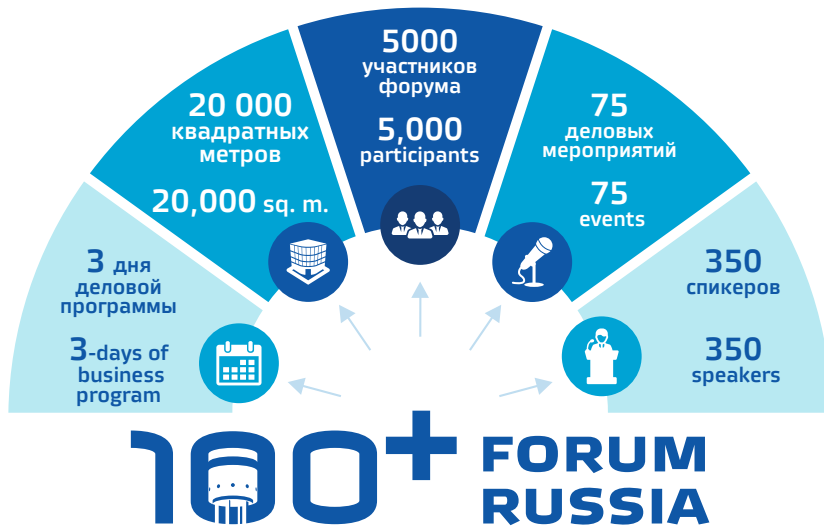 3 дня
деловой
программы
3-days of
business
program
20 000
квадратных
метров
20,000 sq. m.
5000
участников
форума
5,000
participants
75
деловых
мероприятий
75
events
350
спикеров
350
speakers
100+ FORUM
RUSSIA